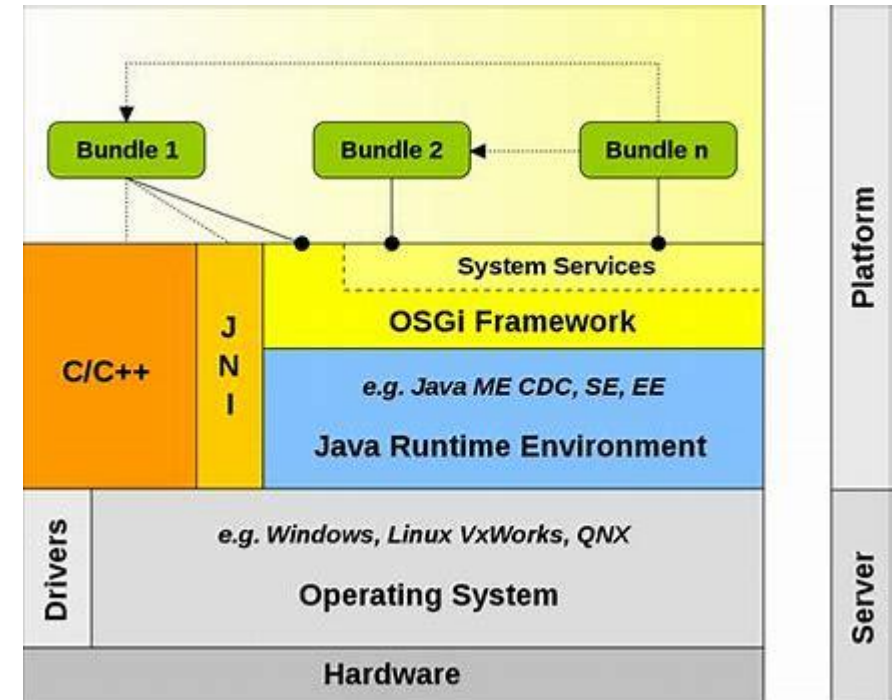 Bundle 1
Bundle 2
Bundle n
System Services
OSGi Framework
C/C++
J
N
I
e.g. Java ME CDC, SE, EE
Java Runtime Environment
Drivers
e.g. Windows, Linux VxWorks, QNX
Operating System
Hardware
Platform
Server